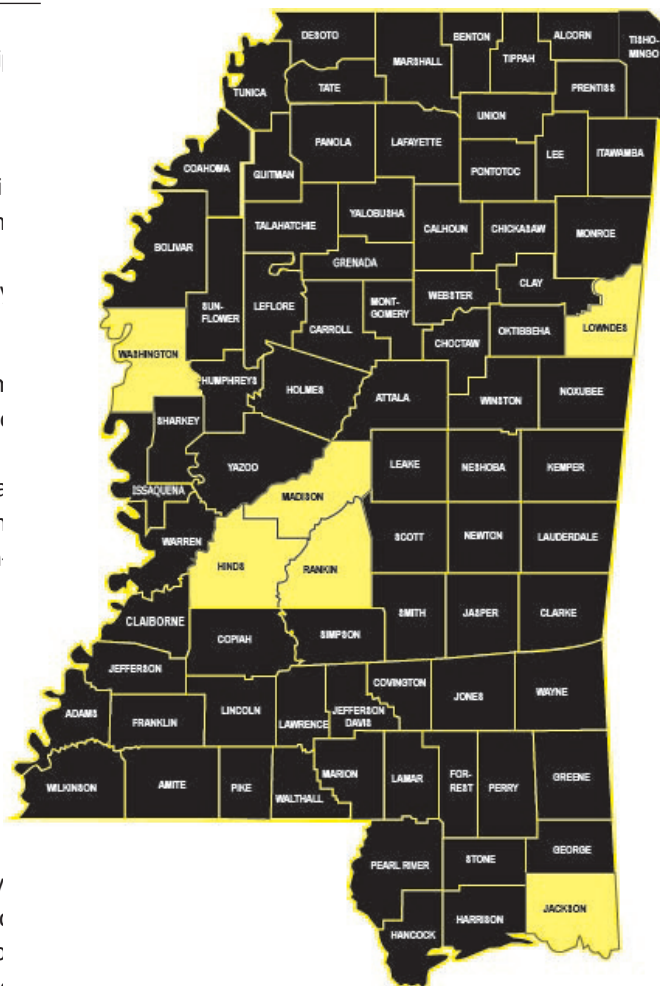 DESOTO
MARSHALL
BENTON
TIPPAH
ALCORN
TISHO-
MINGO
TUNICA
TATE
PRENTISS
UNION
COAHOMA
GUITMAN
PANOLA
LAFAYETTE
PONTOTOC
LEE
ITAWAMBA
BOLIVAR
TALAHATCHIE
YALOBUSHA
CALHOUN
CHICKASAW
MONROE
GRENADA
SUN-
FLOWER
LEFLORE
CARROLL
MONT-
GOMERY
WEBSTER
CLAY
CHOCTAW
OKTIBBEHA
LOWNDES
WASHINGTON
HUMPHREYS
HOLMES
ATTALA
WINSTON
NOXUBEE
SHARKEY
YAZOO
LEAKE
NESHOBA
KEMPER
ISSAQUENA
MADISON
WARREN
HINDS
RANKIN
SCOTT
NEWTON
LAUDERDALE
CLAIBORNE
COPIAH
SIMPSON
SMITH
JASPER
CLARKE
JEFFERSON
COVINGTON
JONES
WAYNE
ADAMS
FRANKLIN
LINCOLN
LAWRENCE
JEFFERSON
DAVIS
WILKINSON
AMITE
PIKE
WALTHALL
MARION
LAMAR
FOR-
REST
PERRY
GREENE
PEARL RIVER
STONE
GEORGE
HANCOCK
HARRISON
JACKSON